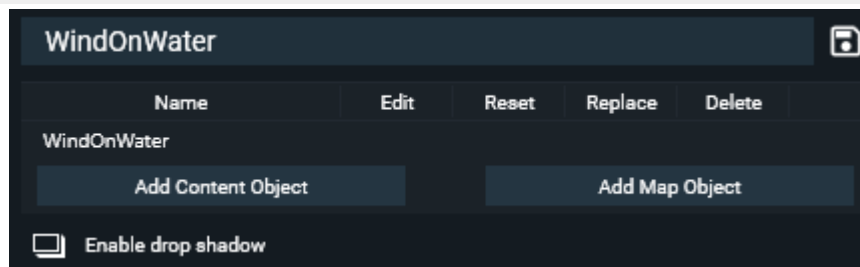 WindOnWater
Name Edit Reset Replace Delete
WindOnWater
Add Content Object Add Map Object
Enable drop shadow